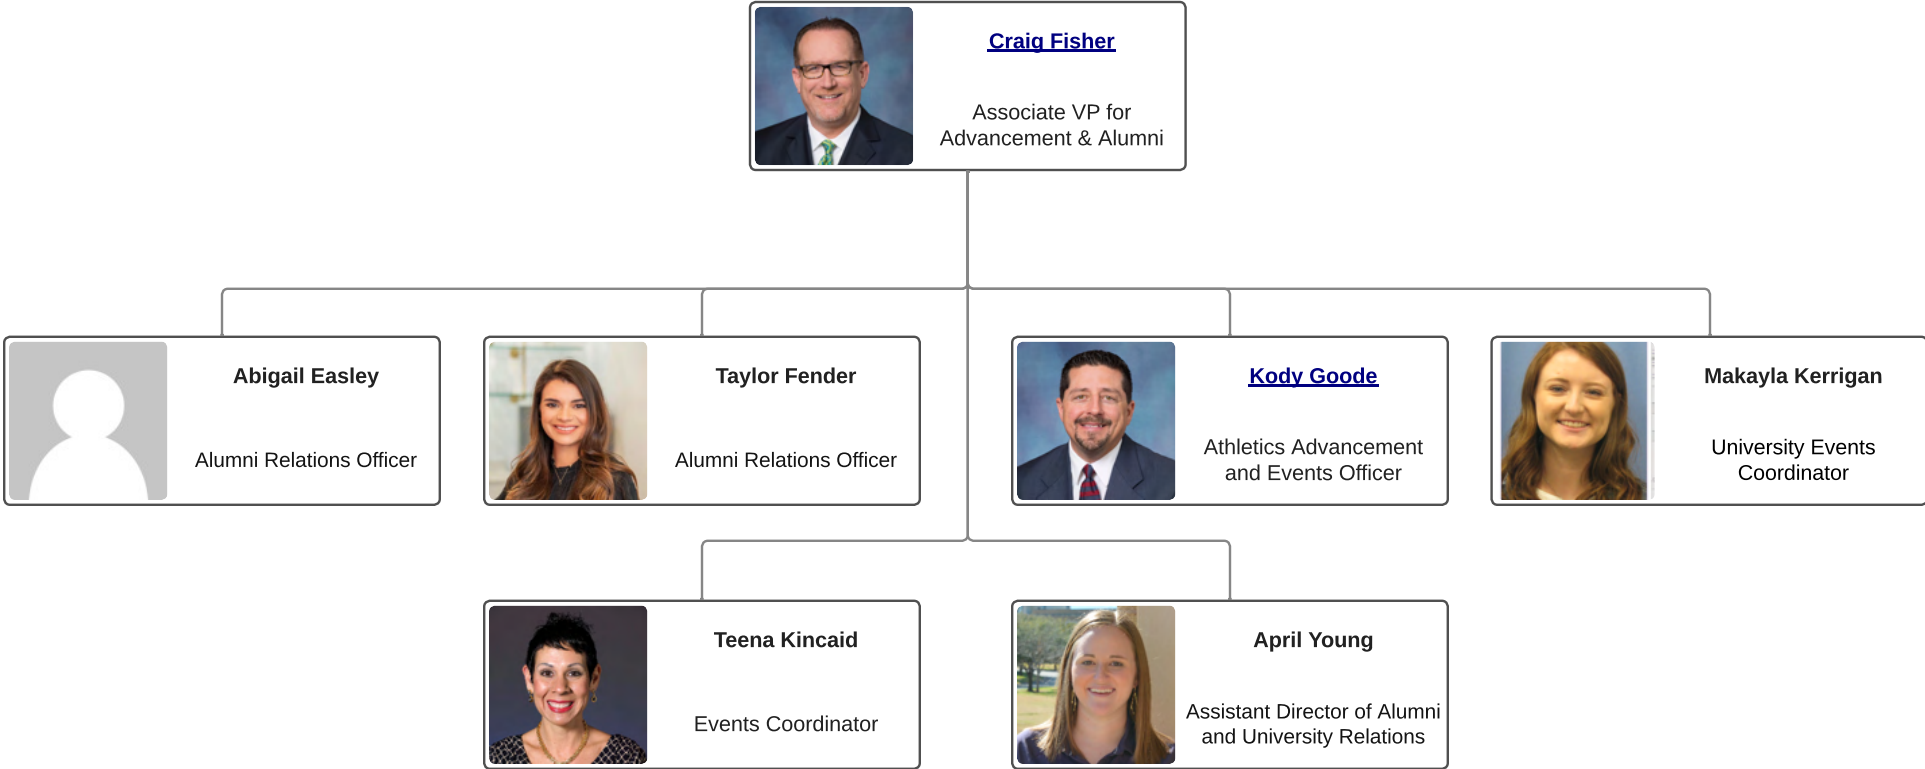 Craig Fisher
Associate VP for
Advancement & Alumni
Abigail Easley
Alumni Relations Officer
Taylor Fender
Alumni Relations Officer
Kody Goode
Athletics Advancement
and Events Officer
Makayla Kerrigan
University Events
Coordinator
Teena Kincaid
Events Coordinator
April Young
Assistant Director of Alumni
and University Relations